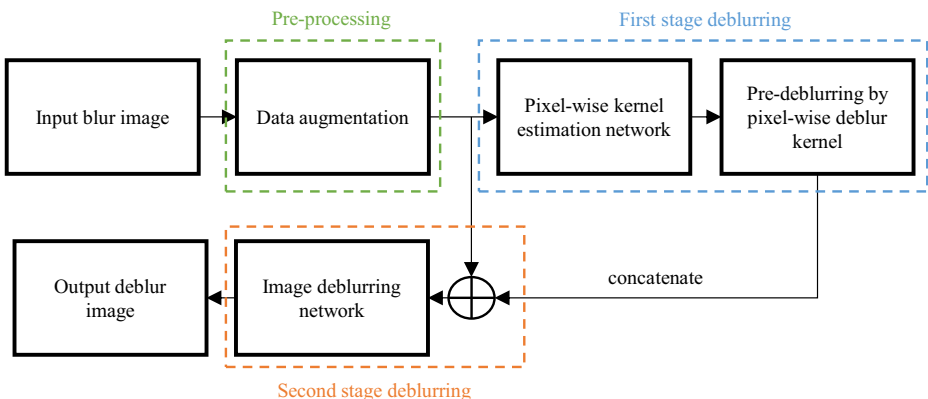 Pre-processing
First stage deblurring
Input blur image
Data augmentation
Pixel-wise kernel
estimation network
Pre-deblurring by
pixel-wise deblur
kernel
concatenate
Output deblur
image
Image deblurring
network
Second stage deblurring